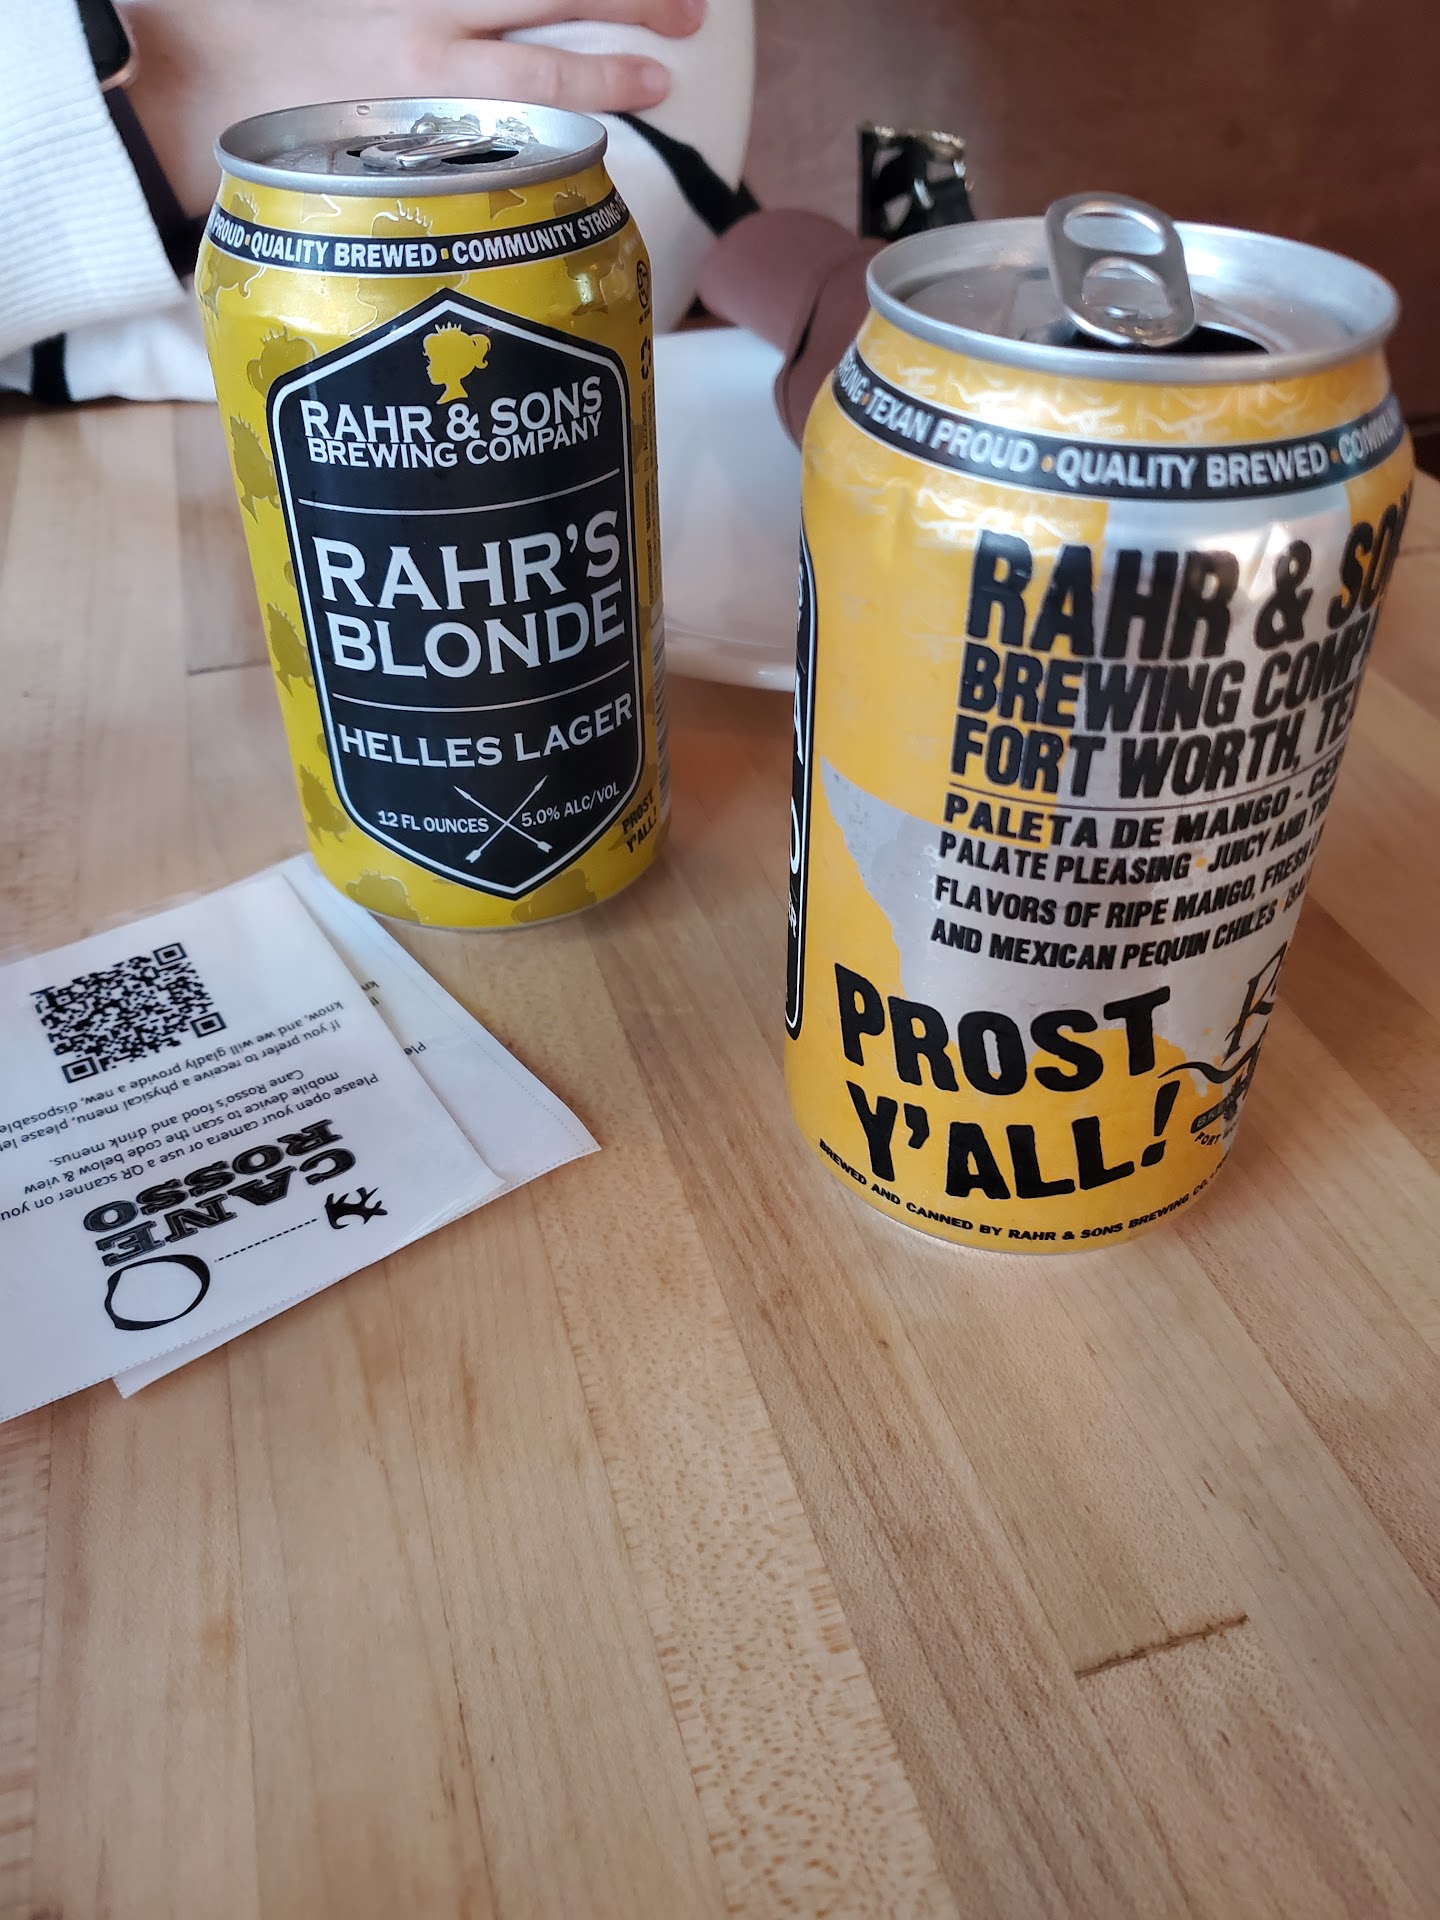 PROUD · QUALITY BREWED · COMMUNITY STRONG
RAHR & SONS
BREWING COMPANY
RAHR'S
BLONDE
HELLES LAGER
12 FL OUNCES 5.0% ALC/VOL
PROST
Y'ALL!
TEXAN PROUD · QUALITY BREWED
RAHR &
BREWING
FORT WORTH,
PALETA DE MANGO -
PALATE PLEASING · JUICY AND
FLAVORS OF RIPE MANGO, FRESH
AND MEXICAN PEQUIN CHILES
PROST
Y'ALL!
BREWED AND CANNED BY RAHR & SONS BREWING CO.
CANE
ROSSO
Please open your camera or use a QR scanner on
mobile device to scan the code below & view
Cane Rosso's food and drink menus.
If you prefer to receive a physical menu, please let
know, and we will gladly provide a new,